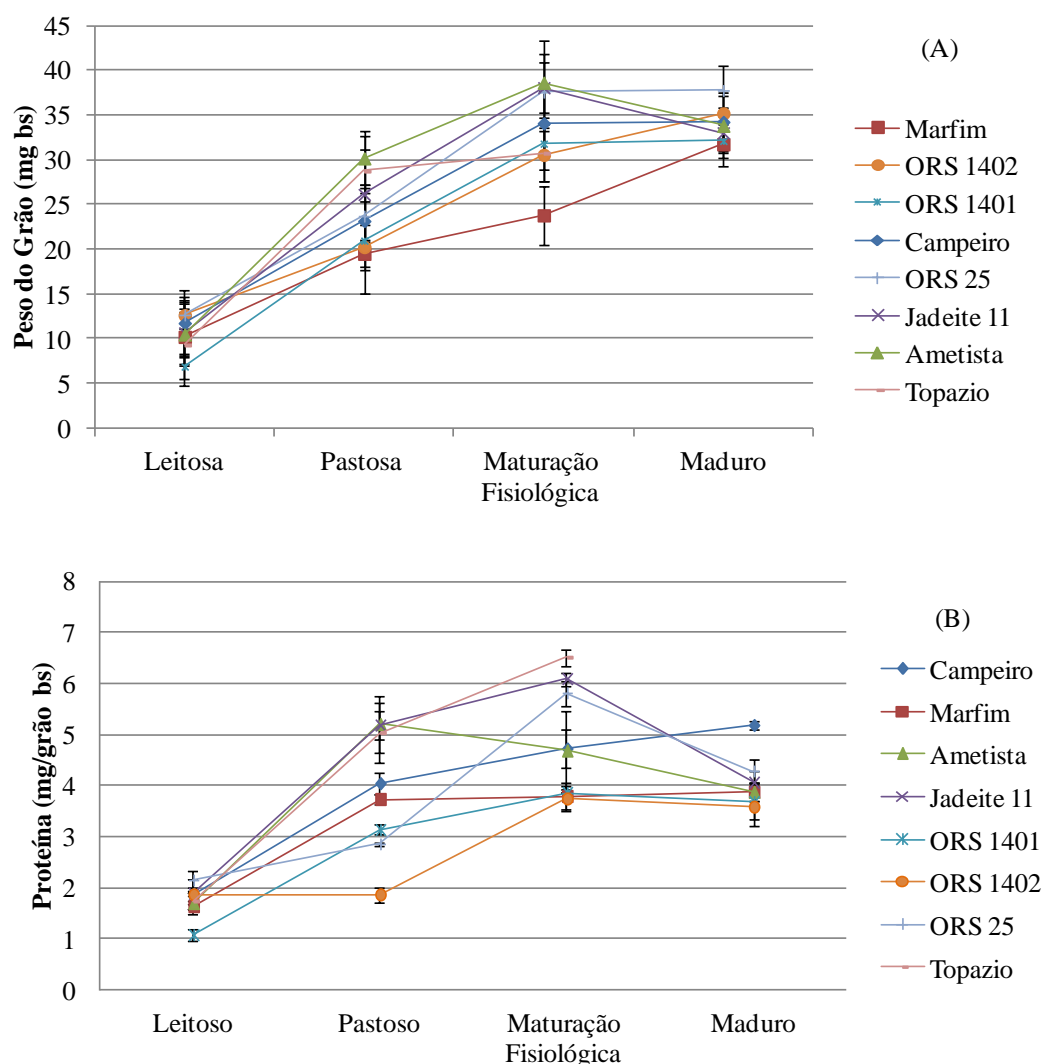 (A)
Peso do Grão (mg bs)
45
40
35
30
25
20
15
10
5
0
Leitosa
Pastosa
Maturação
Fisiológica
Maduro
Marfim
ORS 1402
ORS 1401
Campeiro
ORS 25
Jadeite 11
Ametista
Topazio
(B)
Proteína (mg/grão bs)
8
7
6
5
4
3
2
1
0
Leitoso
Pastoso
Maturação
Fisiológica
Maduro
Campeiro
Marfim
Ametista
Jadeite 11
ORS 1401
ORS 1402
ORS 25
Topazio